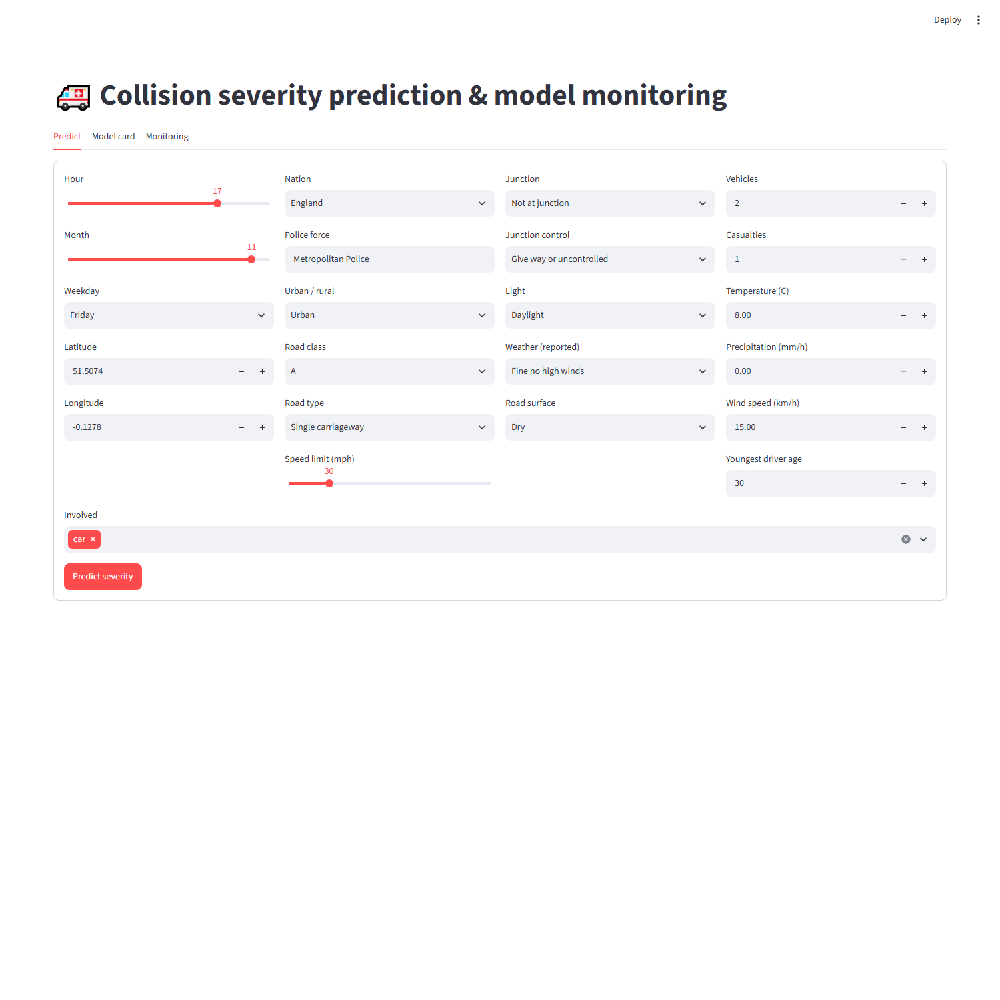 Deploy
Collision severity prediction & model monitoring
Predict Model card Monitoring
Hour Nation Junction Vehicles
17
England Not at junction 2
Month Police force Junction control Casualties
11
Metropolitan Police Give way or uncontrolled 1
Weekday Urban / rural Light Temperature (C)
Friday Urban Daylight 8.00
Latitude Road class Weather (reported) Precipitation (mm/h)
51.5074 A Fine no high winds 0.00
Longitude Road type Road surface Wind speed (km/h)
-0.1278 Single carriageway Dry 15.00
Speed limit (mph) Youngest driver age
30
30
Involved
car
Predict severity